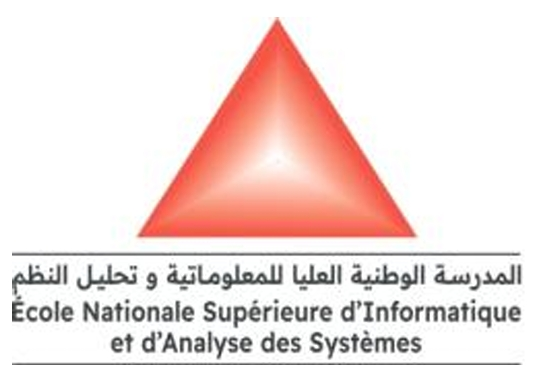 المدرسة الوطنية العليا للمعلوماتية و تحليل النظم
École Nationale Supérieure d'Informatique
et d'Analyse des Systèmes